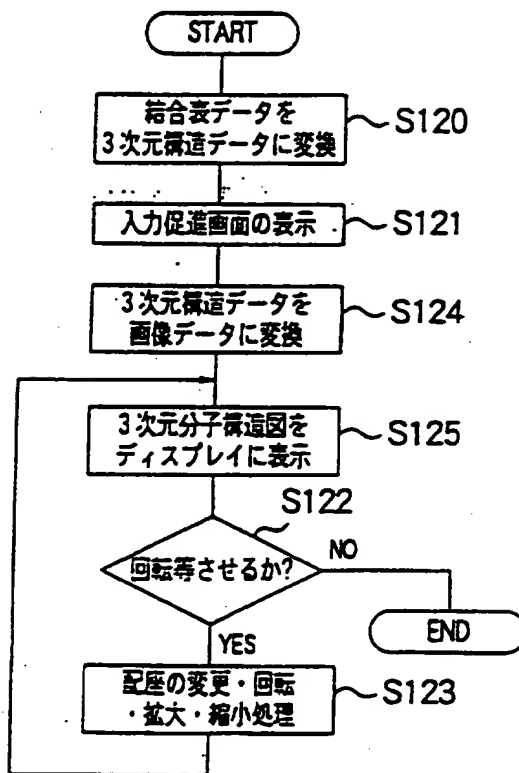 START
結合表データを
3次元構造データに変換
S120
入力促進画面の表示
S121
3次元構造データを
画像データに変換
S124
3次元分子構造図を
ディスプレイに表示
S125
S122
回転等させるか?
NO
END
YES
配座の変更・回転
・拡大・縮小処理
S123